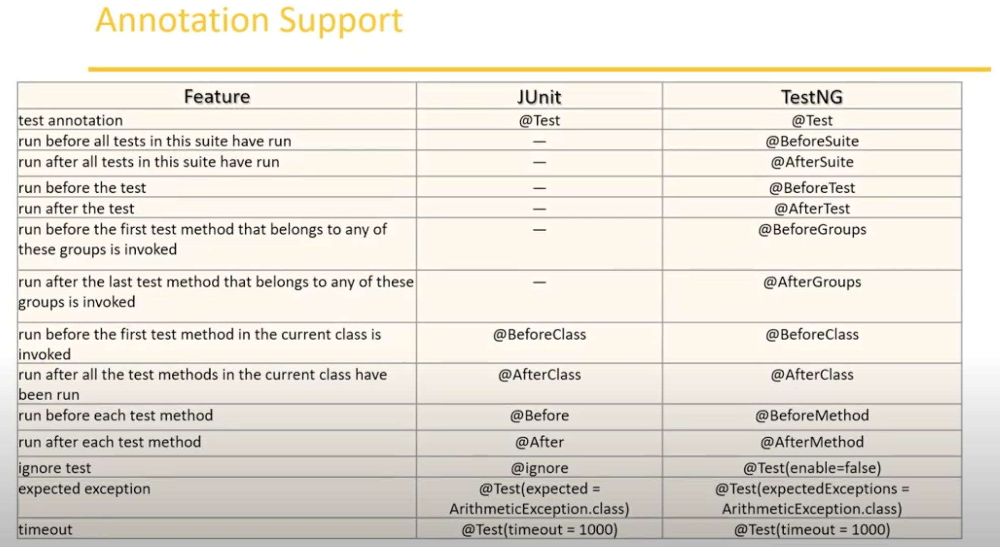 Annotation Support
Feature JUnit TestNG
test annotation @Test @Test
run before all tests in this suite have run — @BeforeSuite
run after all tests in this suite have run — @AfterSuite
run before the test — @BeforeTest
run after the test — @AfterTest
run before the first test method that belongs to any of — @BeforeGroups
these groups is invoked
run after the last test method that belongs to any of these — @AfterGroups
groups is invoked
run before the first test method in the current class is @BeforeClass @BeforeClass
invoked
run after all the test methods in the current class have @AfterClass @AfterClass
been run
run before each test method @Before @BeforeMethod
run after each test method @After @AfterMethod
ignore test @ignore @Test(enable=false)
expected exception @Test(expected = @Test(expectedExceptions =
ArithmeticException.class) ArithmeticException.class)
timeout @Test(timeout = 1000) @Test(timeout = 1000)